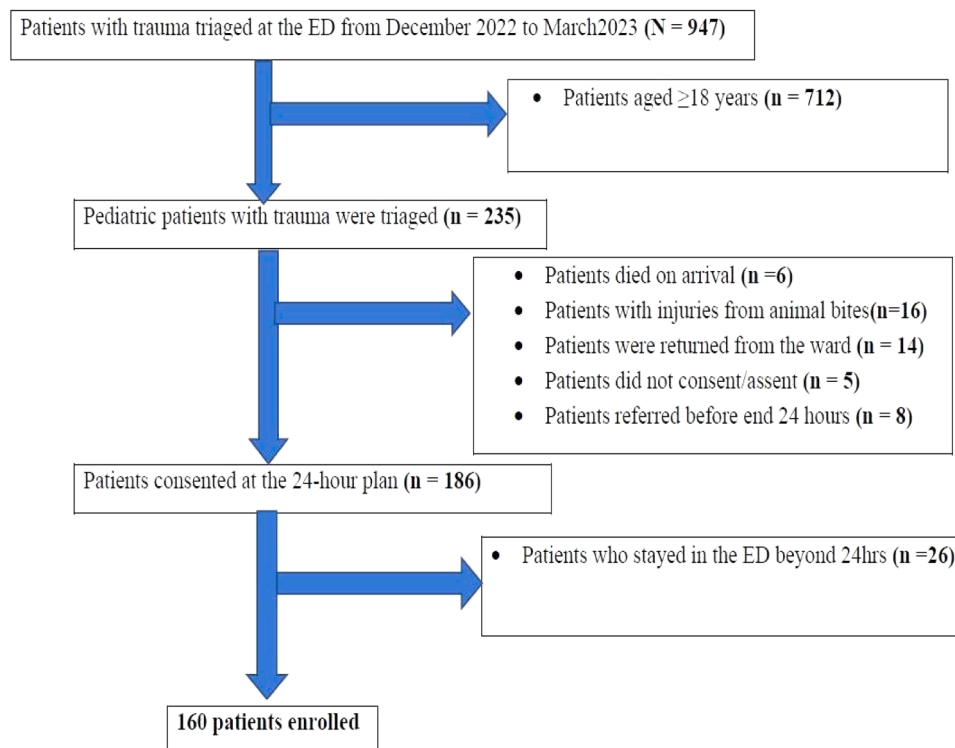 Patients with trauma triaged at the ED from December 2022 to March2023 (N = 947)
• Patients aged ≥18 years (n = 712)
Pediatric patients with trauma were triaged (n = 235)
• Patients died on arrival (n =6)
• Patients with injuries from animal bites(n=16)
• Patients were returned from the ward (n = 14)
• Patients did not consent/assent (n = 5)
• Patients referred before end 24 hours (n = 8)
Patients consented at the 24-hour plan (n = 186)
• Patients who stayed in the ED beyond 24hrs (n =26)
160 patients enrolled